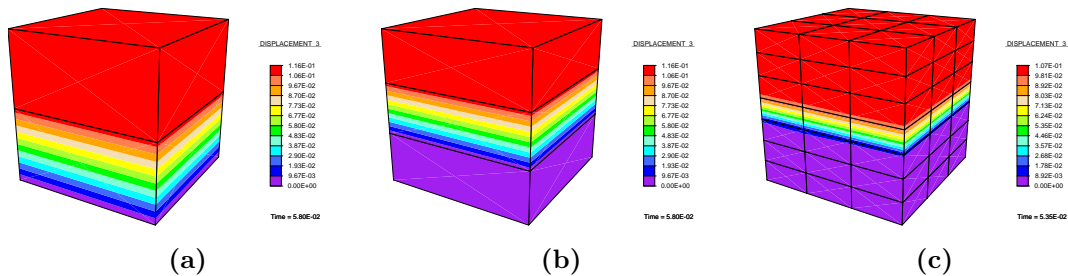 DISPLACEMENT 3
1.16E-01
1.06E-01
9.67E-02
8.70E-02
7.73E-02
6.77E-02
5.80E-02
4.83E-02
3.87E-02
2.90E-02
1.93E-02
9.67E-03
0.00E+00
Time = 5.80E-02
(a)
DISPLACEMENT 3
1.16E-01
1.06E-01
9.67E-02
8.70E-02
7.73E-02
6.77E-02
5.80E-02
4.83E-02
3.87E-02
2.90E-02
1.93E-02
9.67E-03
0.00E+00
Time = 5.80E-02
(b)
DISPLACEMENT 3
1.07E-01
9.81E-02
8.92E-02
8.03E-02
7.13E-02
6.24E-02
5.35E-02
4.46E-02
3.57E-02
2.68E-02
1.78E-02
8.92E-03
0.00E+00
Time = 5.35E-02
(c)